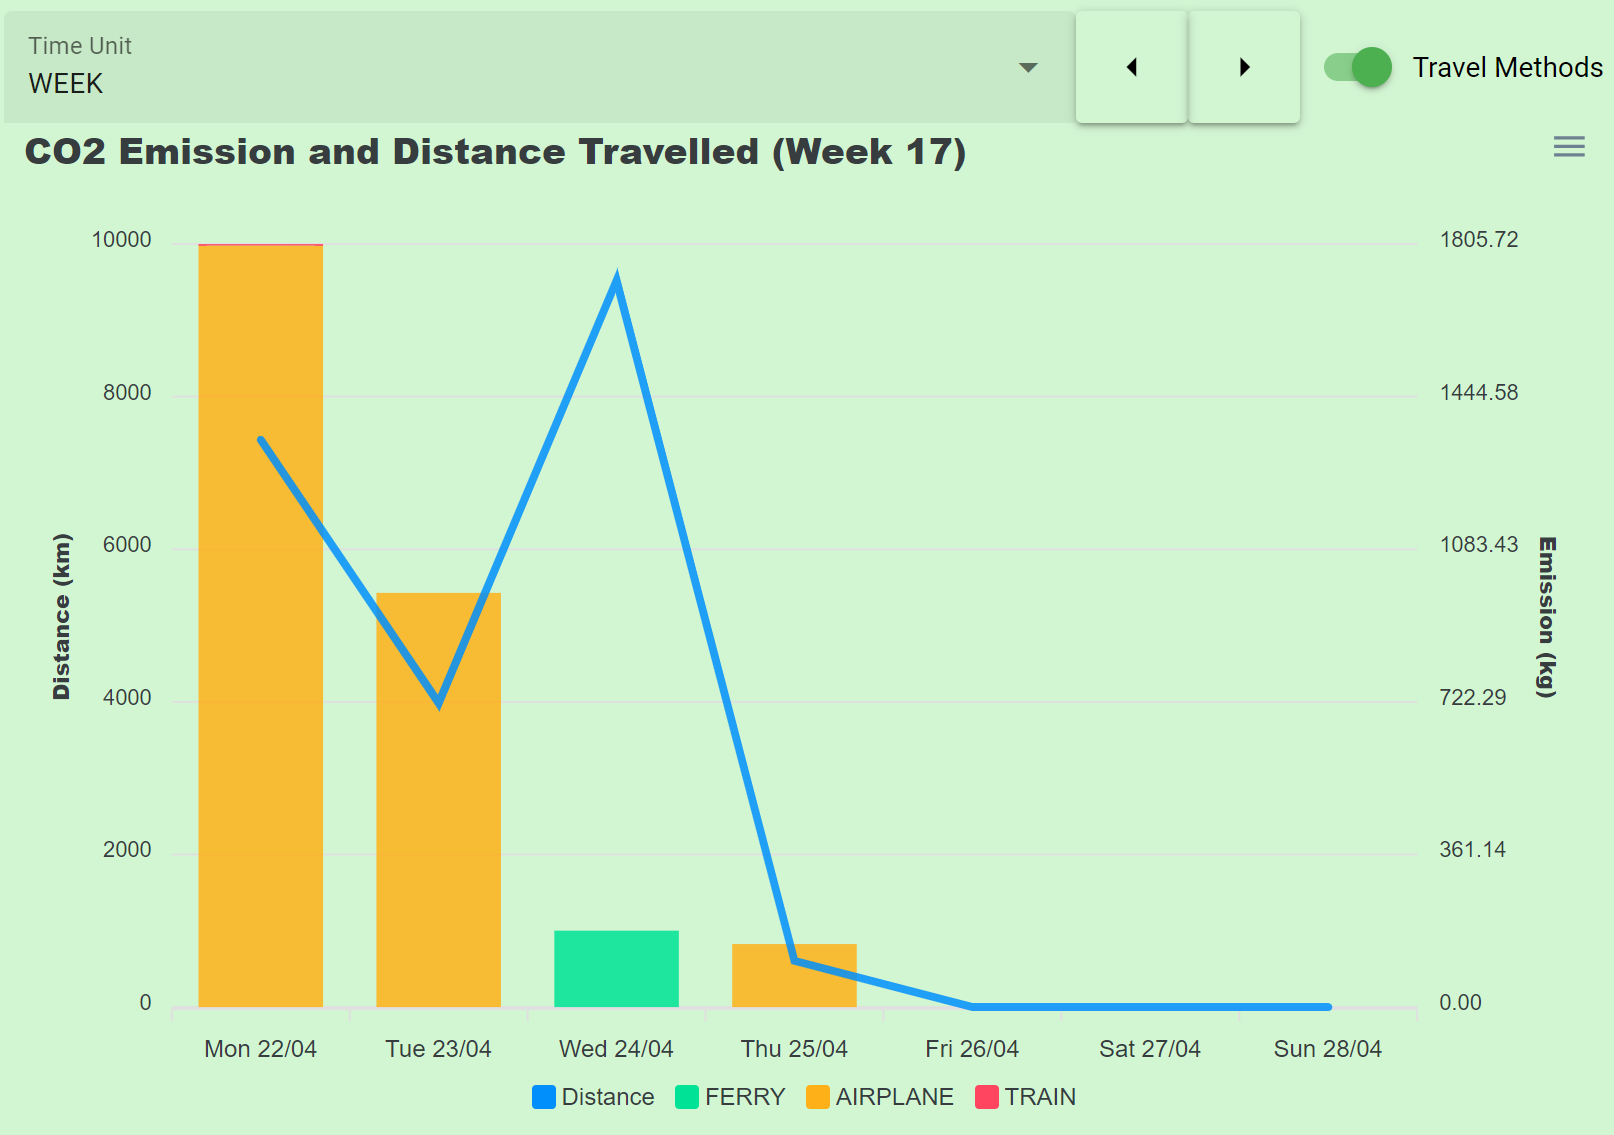 Time Unit
WEEK
Travel Methods
CO2 Emission and Distance Travelled (Week 17)
10000
8000
6000
4000
2000
0
Distance (km)
1805.72
1444.58
1083.43
722.29
361.14
0.00
Emission (kg)
Mon 22/04 Tue 23/04 Wed 24/04 Thu 25/04 Fri 26/04 Sat 27/04 Sun 28/04
Distance FERRY AIRPLANE TRAIN